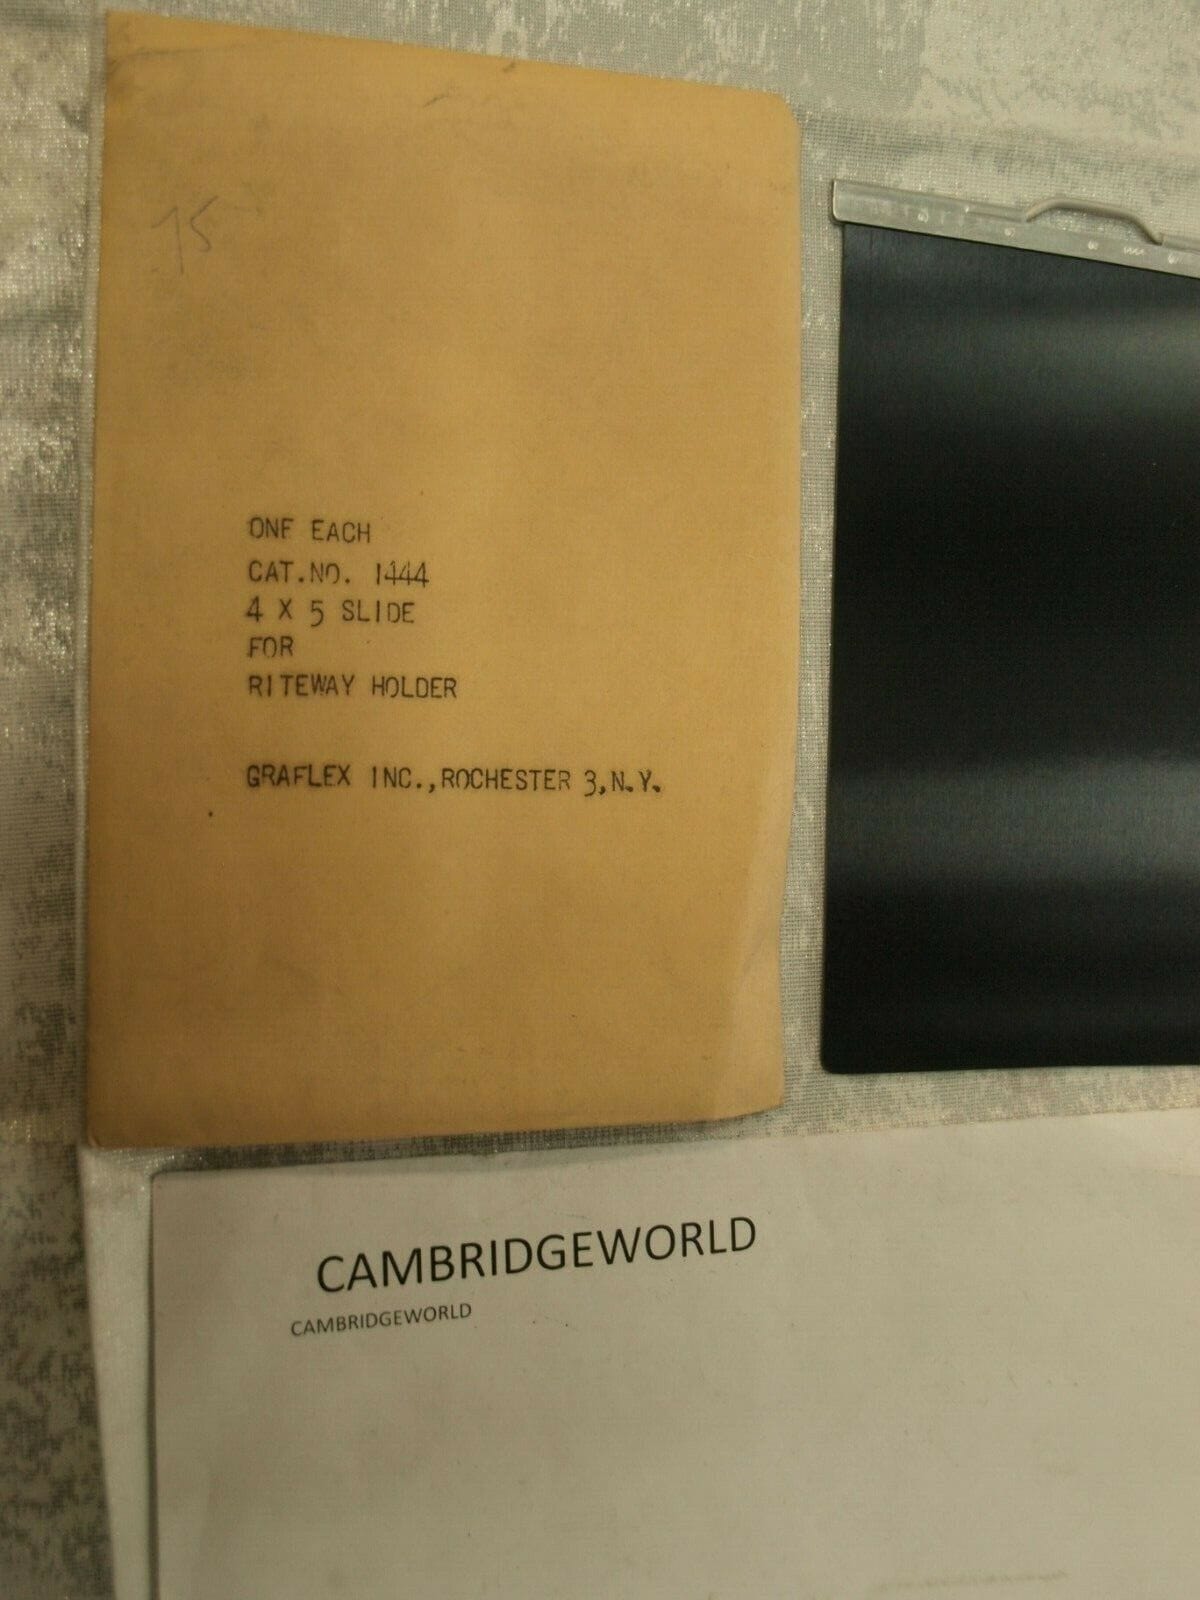 75
ONE EACH
CAT.NO. 1444
4 X 5 SLIDE
FOR
RITEWAY HOLDER
GRAFLEX INC.,ROCHESTER 3,N.Y.
CAMBRIDGEWORLD
CAMBRIDGEWORLD